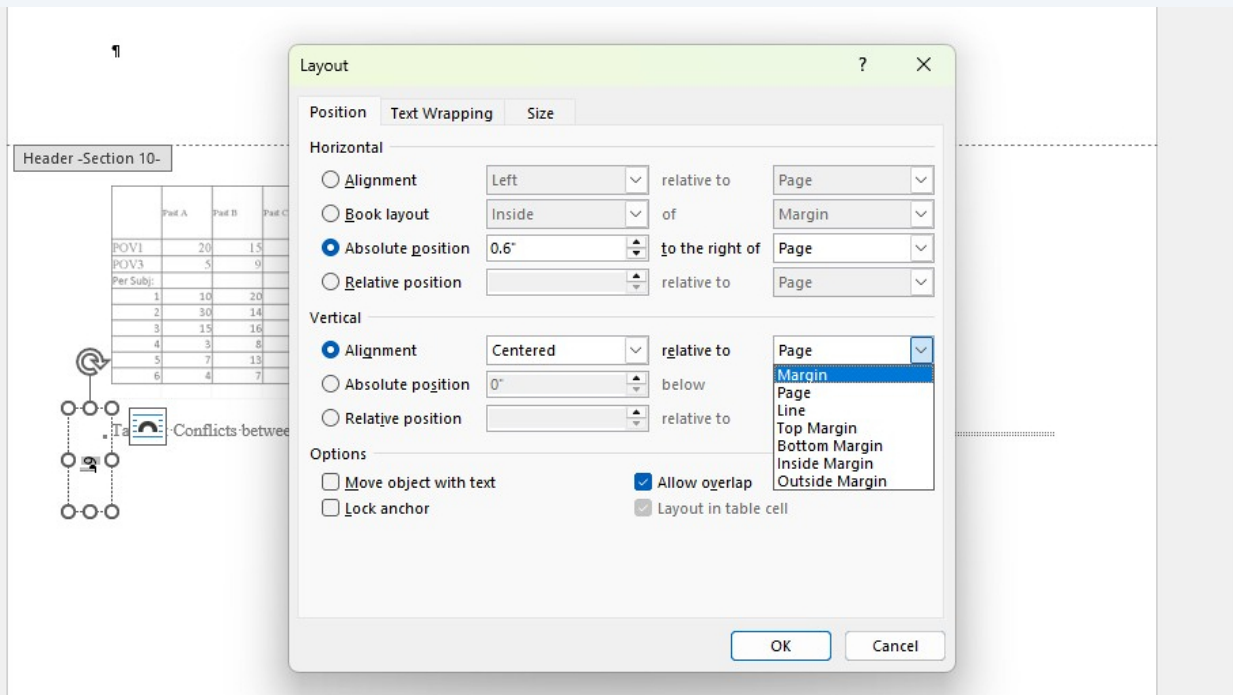 ¶
Layout ?
Position Text Wrapping Size
Horizontal
Alignment Left relative to Page
Header -Section 10-
Book layout Inside of Margin
Absolute position 0.6" to the right of Page
Relative position relative to Page
Vertical
Alignment Centered relative to Page
Margin
Page
Line
Top Margin
Bottom Margin
Inside Margin
Outside Margin
Absolute position 0" below
Relative position relative to
Options
Move object with text Allow overlap
Lock anchor Layout in table cell
OK Cancel
Past A Past B Past C
POV1 20 15
POV3 5 9
Per Subj:
1 10 20
2 30 14
3 15 16
4 3 8
5 7 13
6 4 7
Ta Conflicts betwee